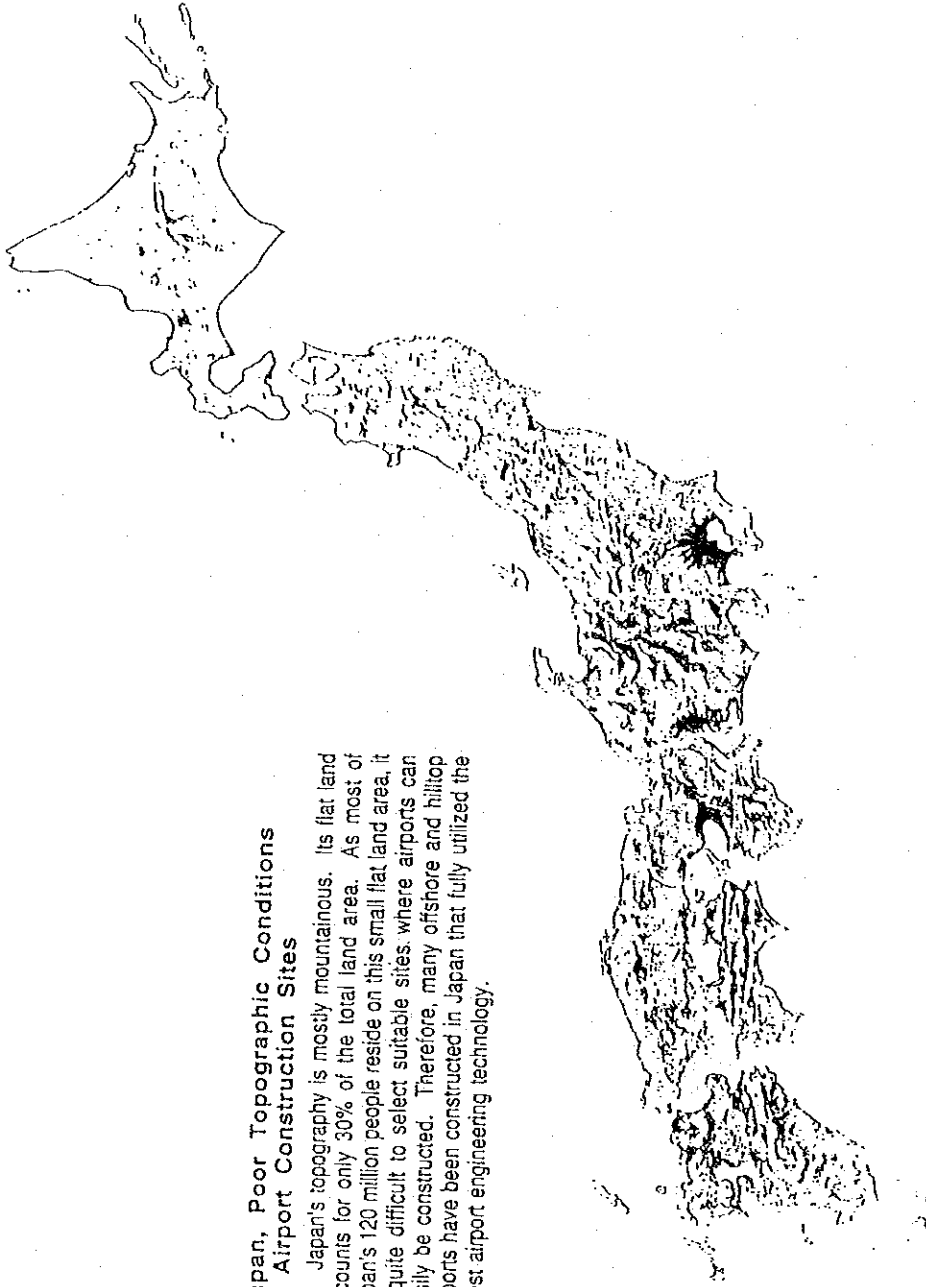 pan, Poor Topographic Conditions
Airport Construction Sites
Japan's topography is mostly mountainous. Its flat land
counts for only 30% of the total land area. As most of
pan's 120 million people reside on this small flat land area, it
quite difficult to select suitable sites where airports can
ily be constructed. Therefore, many offshore and hilltop
ports have been constructed in Japan that fully utilized the
st airport engineering technology.